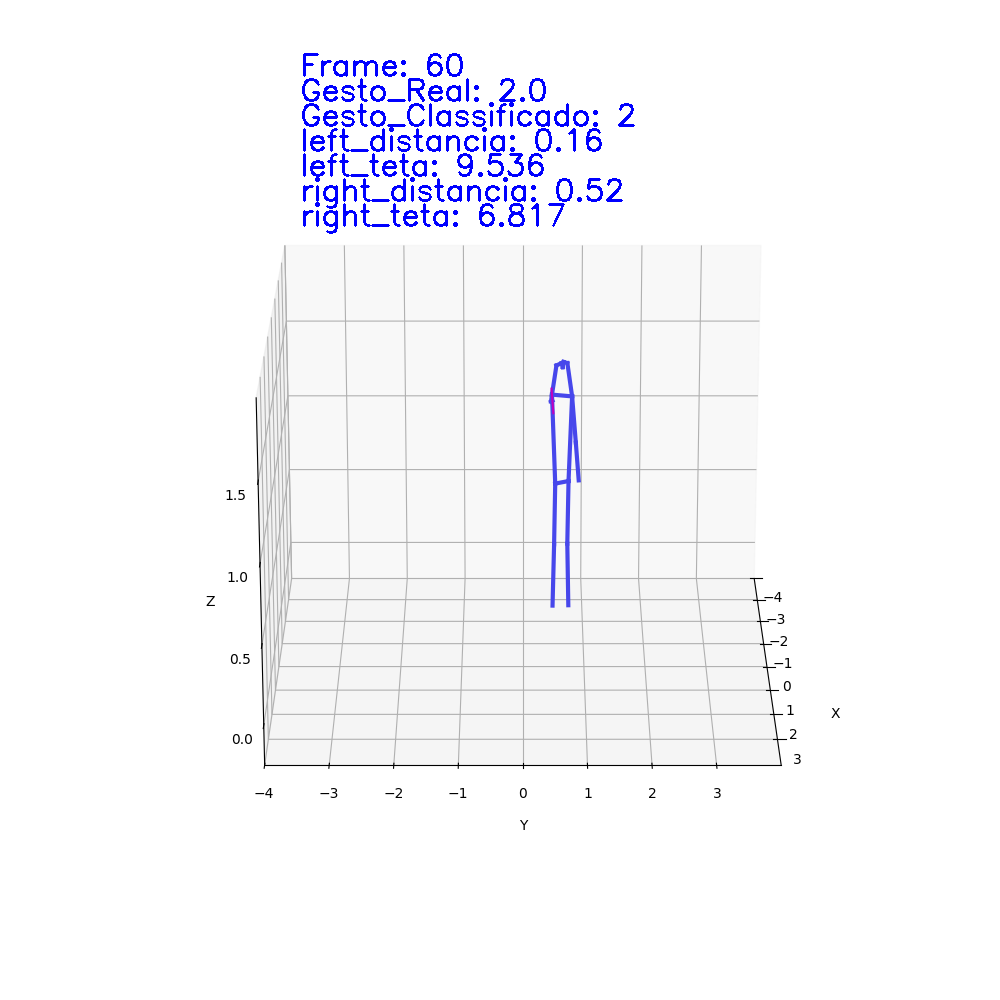 Frame: 60
Gesto_Real: 2.0
Gesto_Classificado: 2
left_distancia: 0.16
left_teta: 9.536
right_distancia: 0.52
right_teta: 6.817
1.5
1.0
Z
0.5
0.0
−4
−3
−2
−1
0
1
X
2
3
−4 −3 −2 −1 0 1 2 3
Y